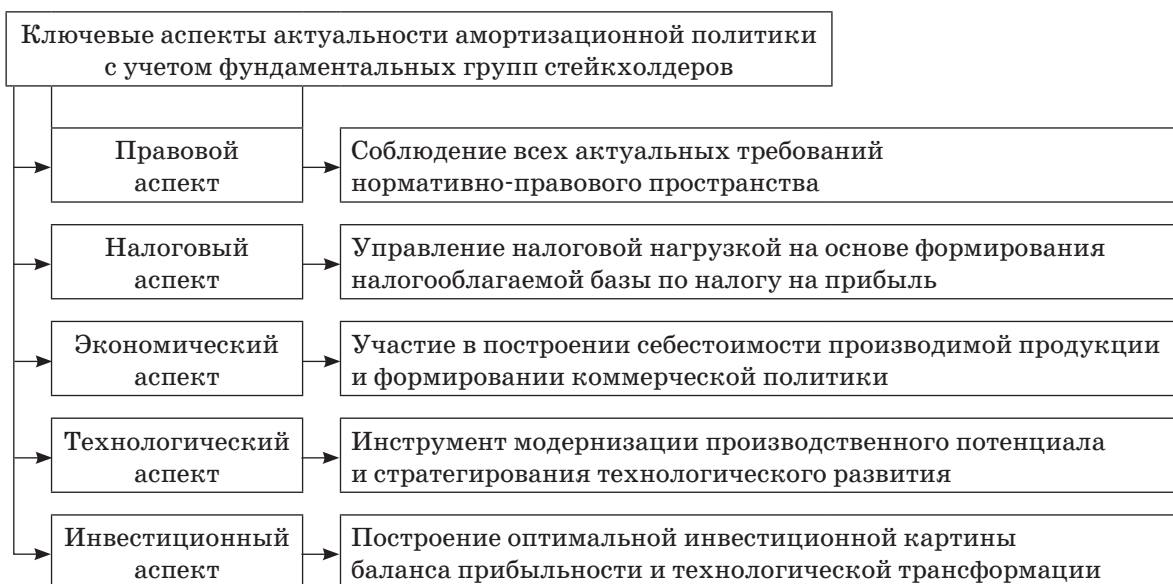 Ключевые аспекты актуальности амортизационной политики
с учетом фундаментальных групп стейкхолдеров
Правовой
аспект
Соблюдение всех актуальных требований
нормативно-правового пространства
Налоговый
аспект
Управление налоговой нагрузкой на основе формирования
налогооблагаемой базы по налогу на прибыль
Экономический
аспект
Участие в построении себестоимости производимой продукции
и формировании коммерческой политики
Технологический
аспект
Инструмент модернизации производственного потенциала
и стратегирования технологического развития
Инвестиционный
аспект
Построение оптимальной инвестиционной картины
баланса прибыльности и технологической трансформации